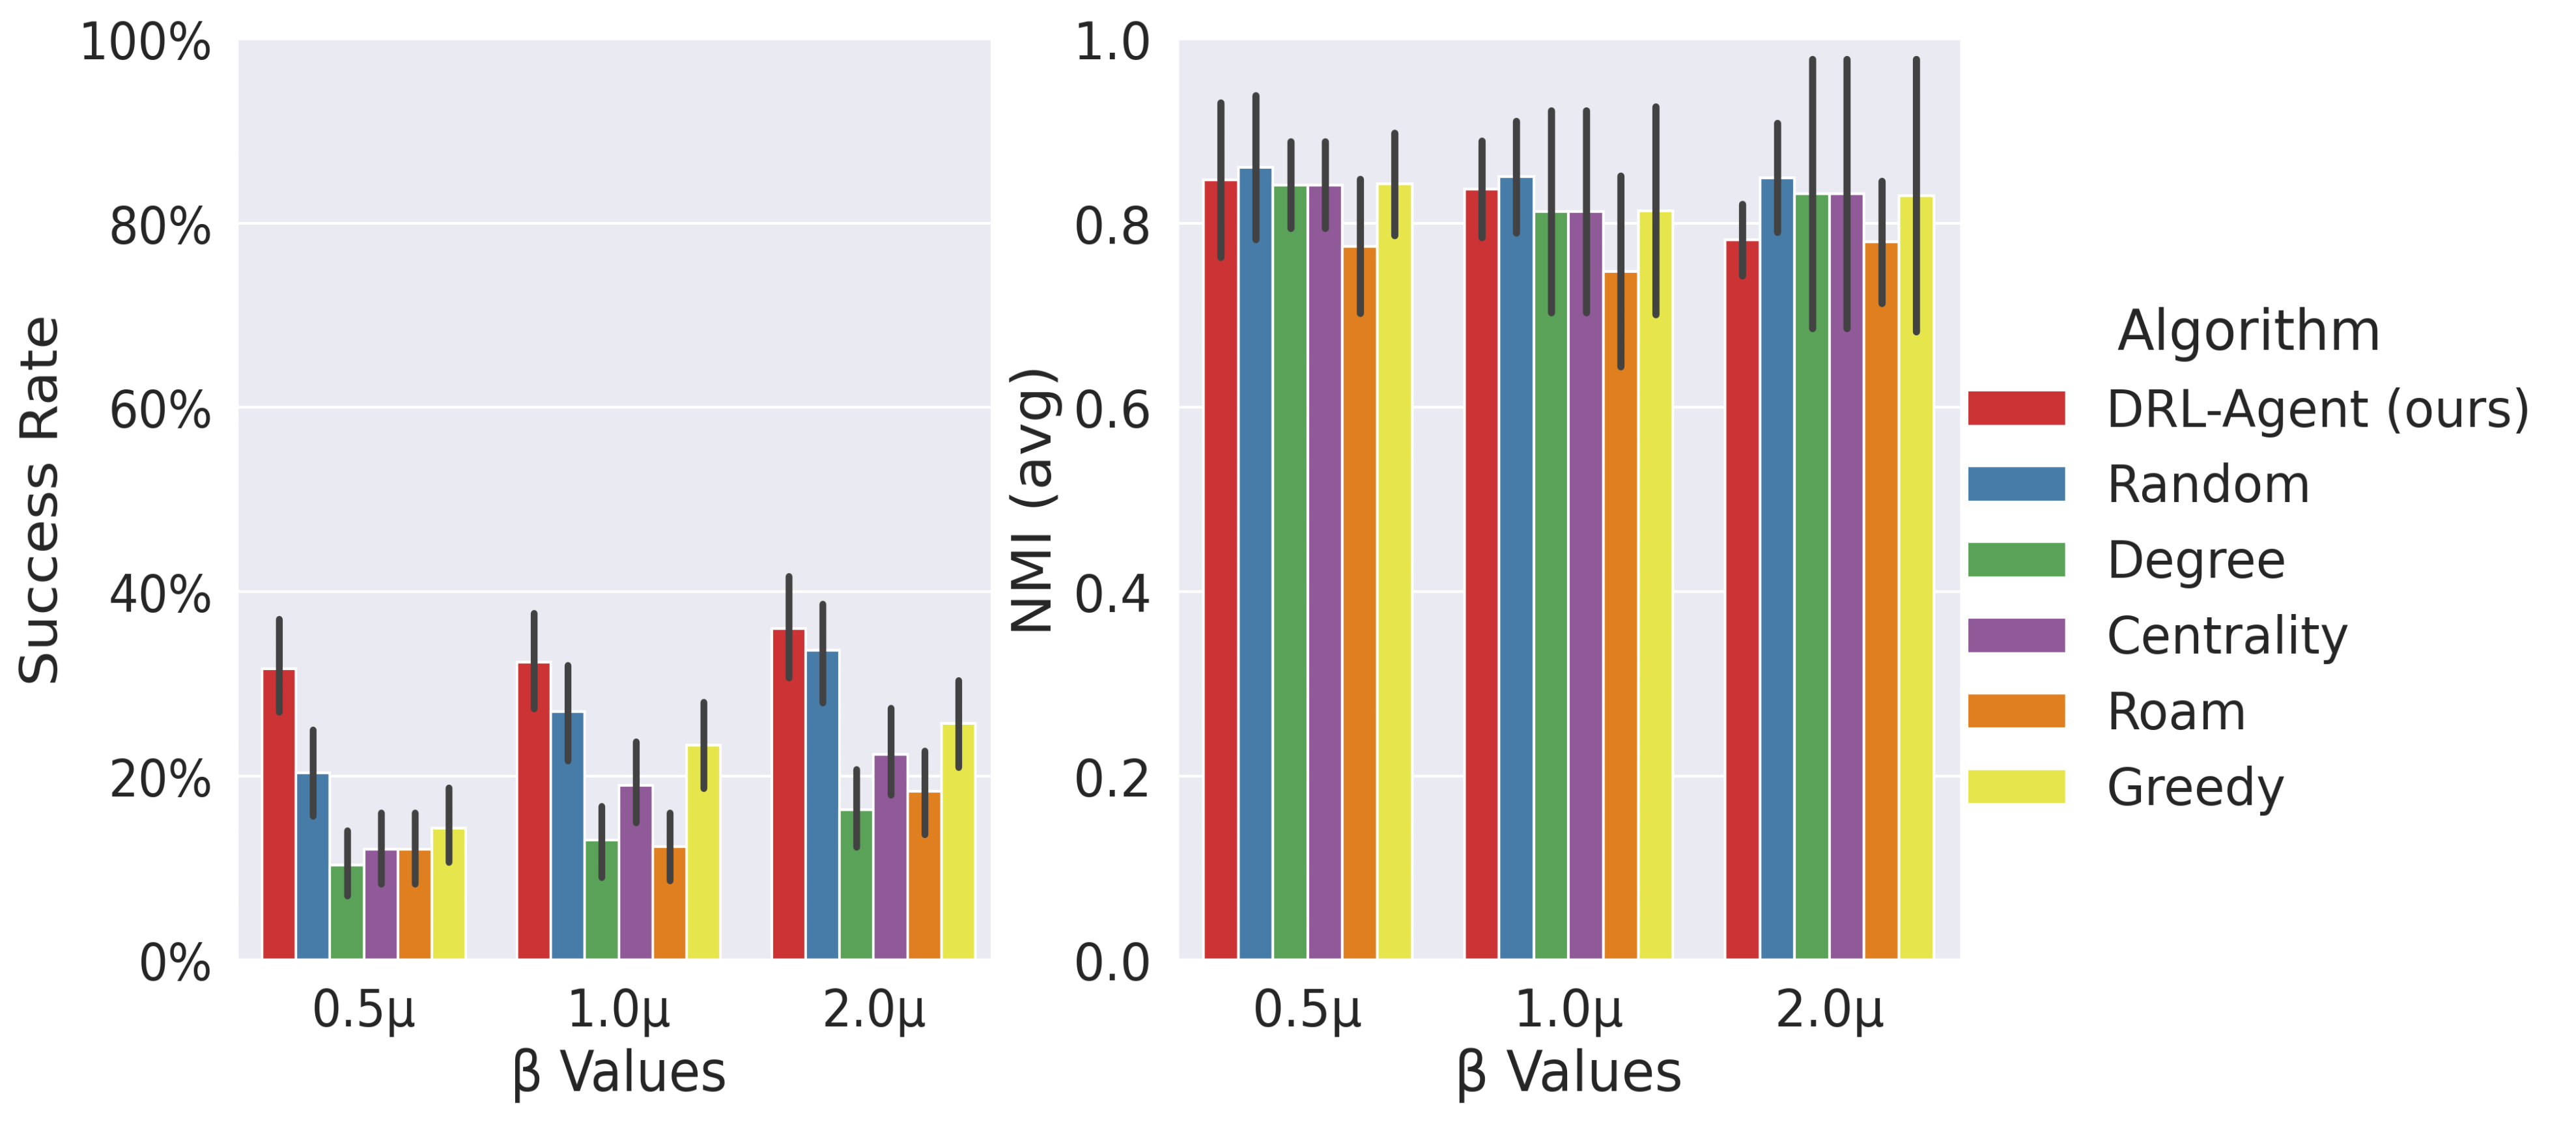 100%
80%
60%
40%
20%
0%
Success Rate
0.5μ 1.0μ 2.0μ
β Values
1.0
0.8
0.6
0.4
0.2
0.0
NMI (avg)
0.5μ 1.0μ 2.0μ
β Values
Algorithm
DRL-Agent (ours)
Random
Degree
Centrality
Roam
Greedy